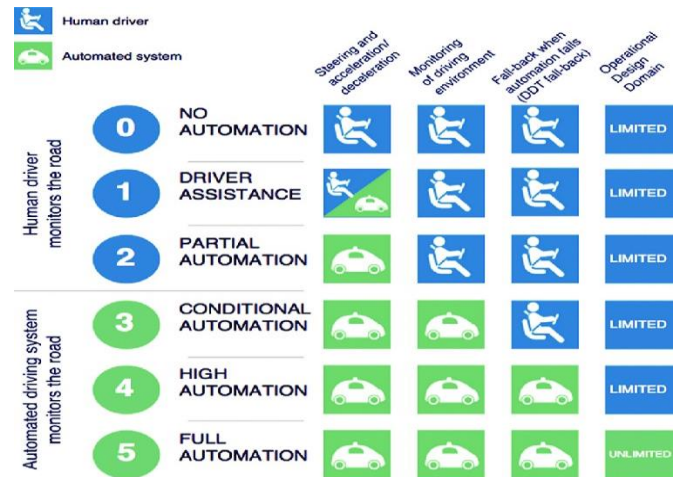 Human driver
Automated system
Steering and
acceleration/
deceleration
Monitoring
of driving
environment
Fall-back when
automation fails
(DDT fall-back)
Operational
Design
Domain
Human driver
monitors the road
0
NO
AUTOMATION
LIMITED
1
DRIVER
ASSISTANCE
LIMITED
2
PARTIAL
AUTOMATION
LIMITED
Automated driving system
monitors the road
3
CONDITIONAL
AUTOMATION
LIMITED
4
HIGH
AUTOMATION
LIMITED
5
FULL
AUTOMATION
UNLIMITED